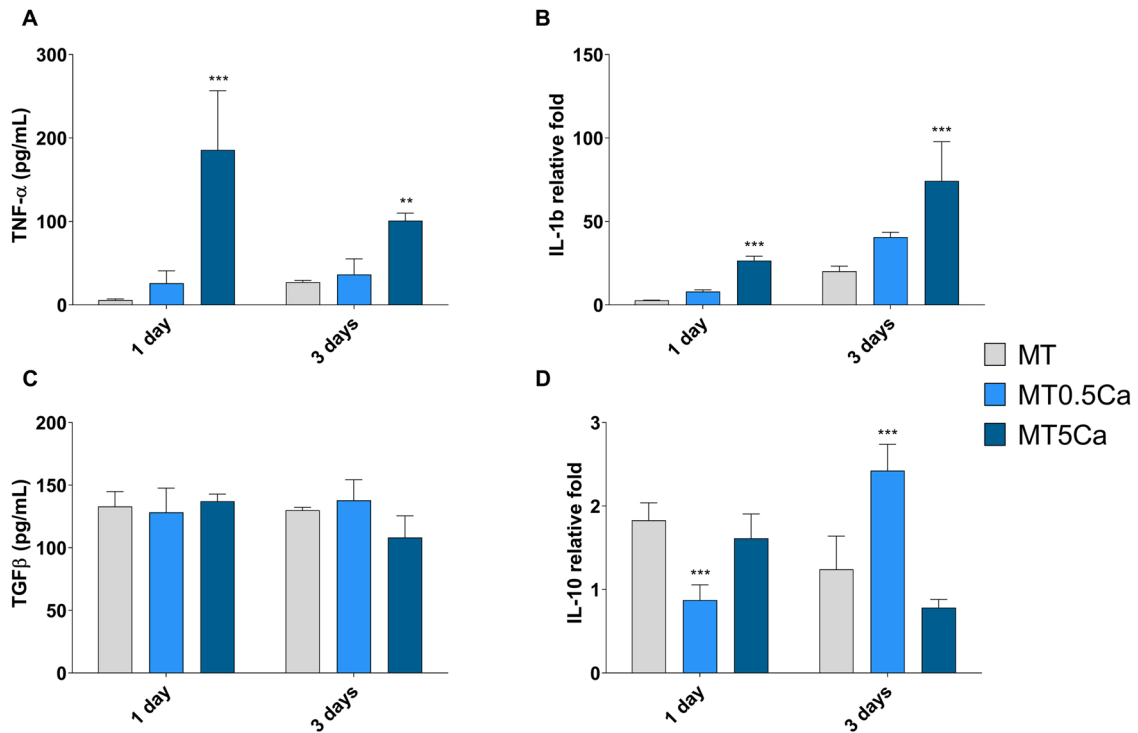 A
TNF-α (pg/mL)
300
200
100
0
***
**
1 day
3 days
B
IL-1b relative fold
150
100
50
0
***
***
1 day
3 days
MT
MT0.5Ca
MT5Ca
C
TGFβ (pg/mL)
200
150
100
50
0
1 day
3 days
D
IL-10 relative fold
3
2
1
0
***
***
1 day
3 days